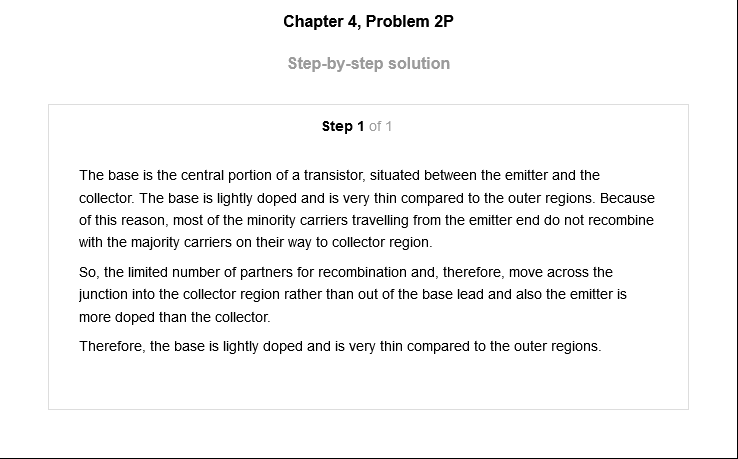 Chapter 4, Problem 2P
Step-by-step solution
Step 1 of 1
The base is the central portion of a transistor, situated between the emitter and the
collector. The base is lightly doped and is very thin compared to the outer regions. Because
of this reason, most of the minority carriers travelling from the emitter end do not recombine
with the majority carriers on their way to collector region.
So, the limited number of partners for recombination and, therefore, move across the
junction into the collector region rather than out of the base lead and also the emitter is
more doped than the collector.
Therefore, the base is lightly doped and is very thin compared to the outer regions.